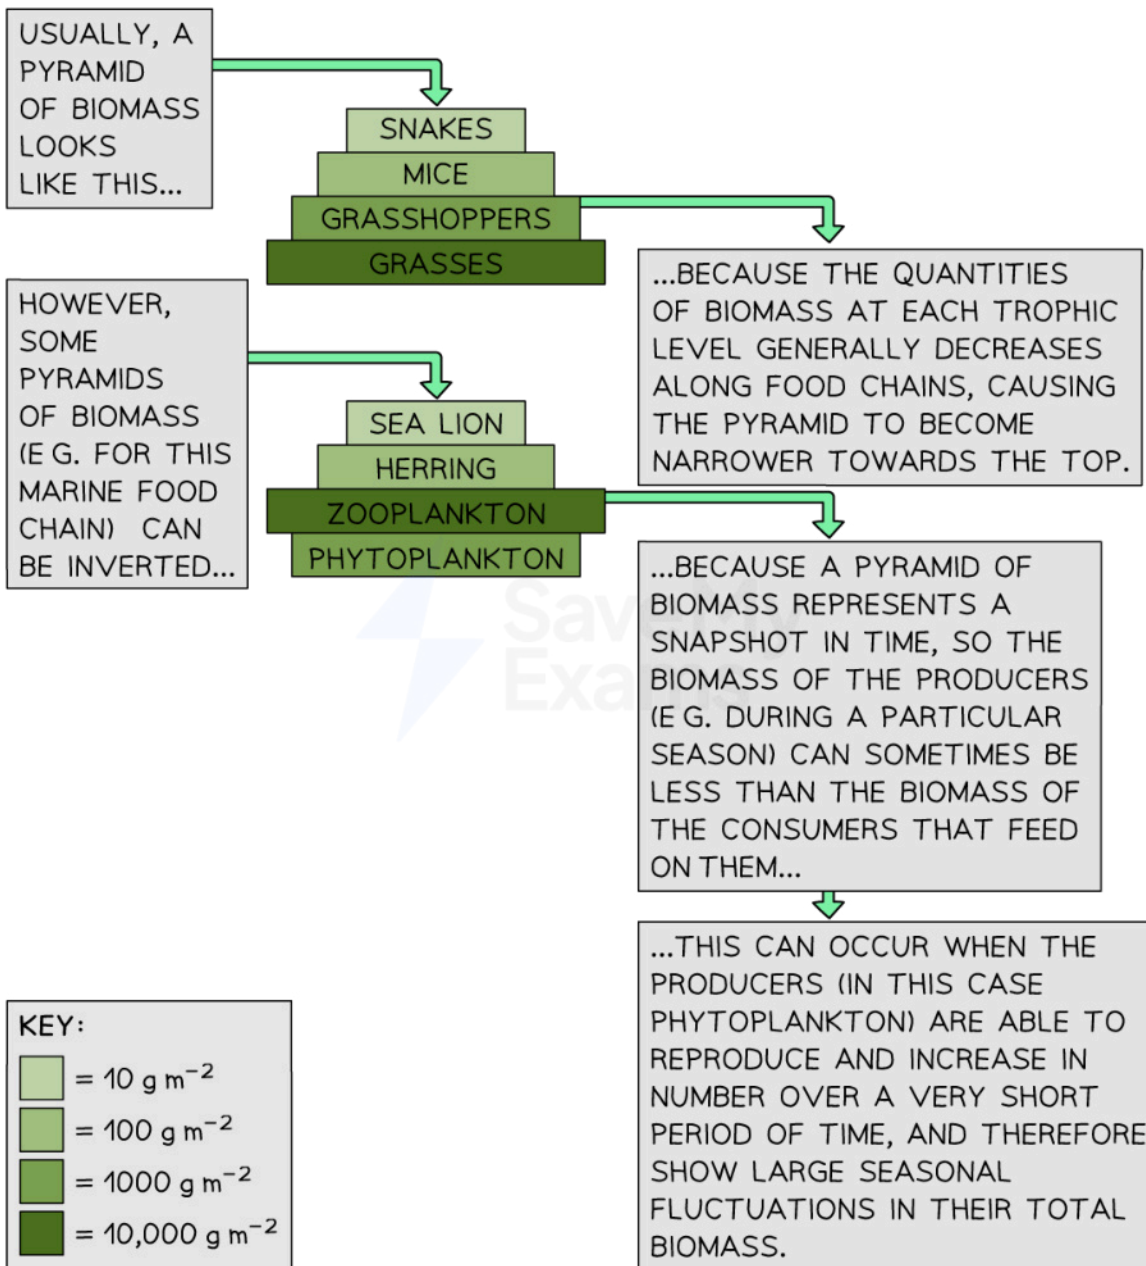 USUALLY, A
PYRAMID
OF BIOMASS
LOOKS
LIKE THIS...
SNAKES
MICE
GRASSHOPPERS
GRASSES
...BECAUSE THE QUANTITIES
OF BIOMASS AT EACH TROPHIC
LEVEL GENERALLY DECREASES
ALONG FOOD CHAINS, CAUSING
THE PYRAMID TO BECOME
NARROWER TOWARDS THE TOP.
HOWEVER,
SOME
PYRAMIDS
OF BIOMASS
(E G. FOR THIS
MARINE FOOD
CHAIN) CAN
BE INVERTED...
SEA LION
HERRING
ZOOPLANKTON
PHYTOPLANKTON
...BECAUSE A PYRAMID OF
BIOMASS REPRESENTS A
SNAPSHOT IN TIME, SO THE
BIOMASS OF THE PRODUCERS
(E G. DURING A PARTICULAR
SEASON) CAN SOMETIMES BE
LESS THAN THE BIOMASS OF
THE CONSUMERS THAT FEED
ON THEM...
...THIS CAN OCCUR WHEN THE
PRODUCERS (IN THIS CASE
PHYTOPLANKTON) ARE ABLE TO
REPRODUCE AND INCREASE IN
NUMBER OVER A VERY SHORT
PERIOD OF TIME, AND THEREFORE
SHOW LARGE SEASONAL
FLUCTUATIONS IN THEIR TOTAL
BIOMASS.
KEY:
= 10 g m⁻²
= 100 g m⁻²
= 1000 g m⁻²
= 10,000 g m⁻²
Save My
Exams